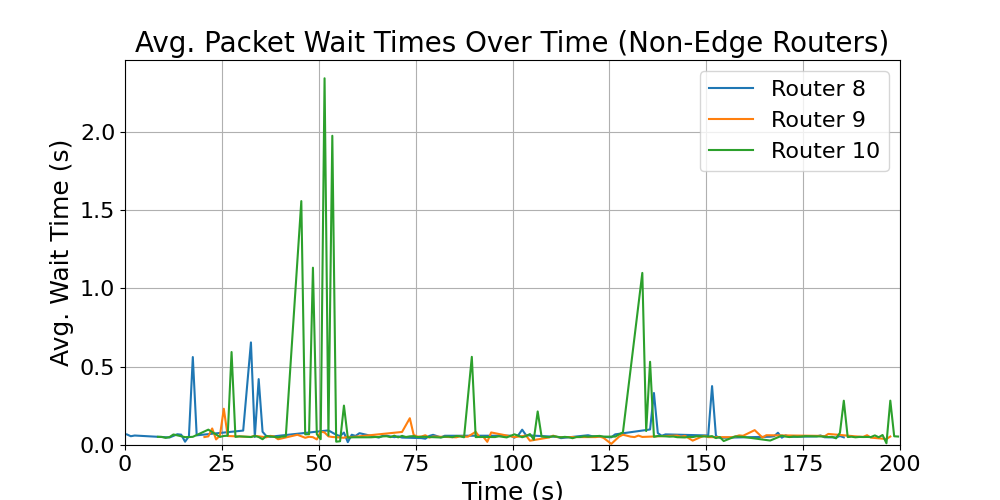 Avg. Packet Wait Times Over Time (Non-Edge Routers)
Avg. Wait Time (s)
2.0
1.5
1.0
0.5
0.0
Router 8
Router 9
Router 10
0 25 50 75 100 125 150 175 200
Time (s)